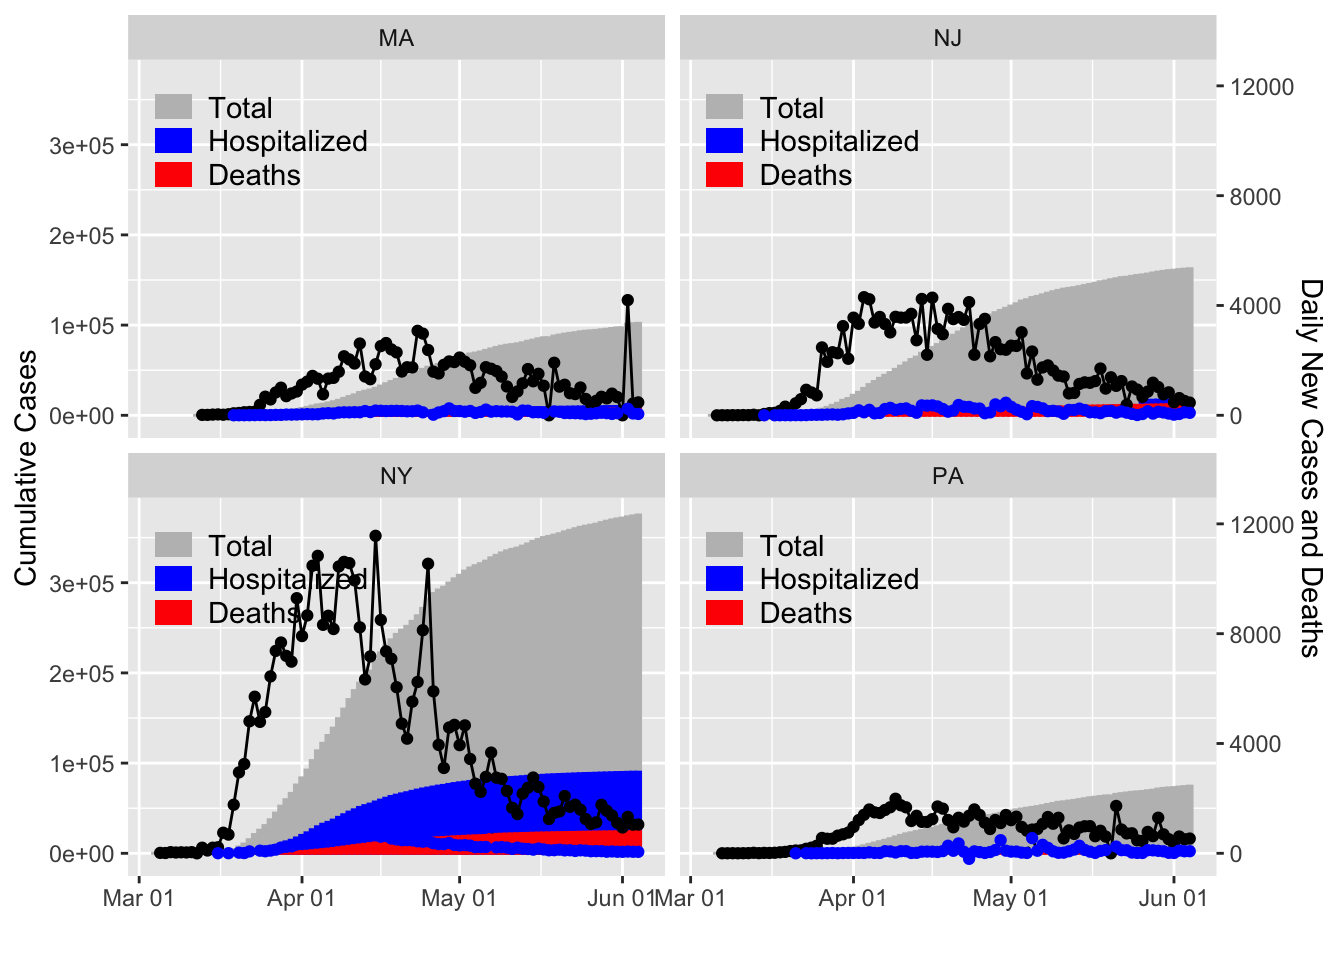 MA
NJ
Total
Hospitalized
Deaths
Total
Hospitalized
Deaths
3e+05
2e+05
1e+05
0e+00
12000
8000
4000
0
Cumulative Cases
Daily New Cases and Deaths
NY
PA
Total
Hospitalized
Deaths
Total
Hospitalized
Deaths
3e+05
2e+05
1e+05
0e+00
12000
8000
4000
0
Mar 01
Apr 01
May 01
Jun 01
Mar 01
Apr 01
May 01
Jun 01